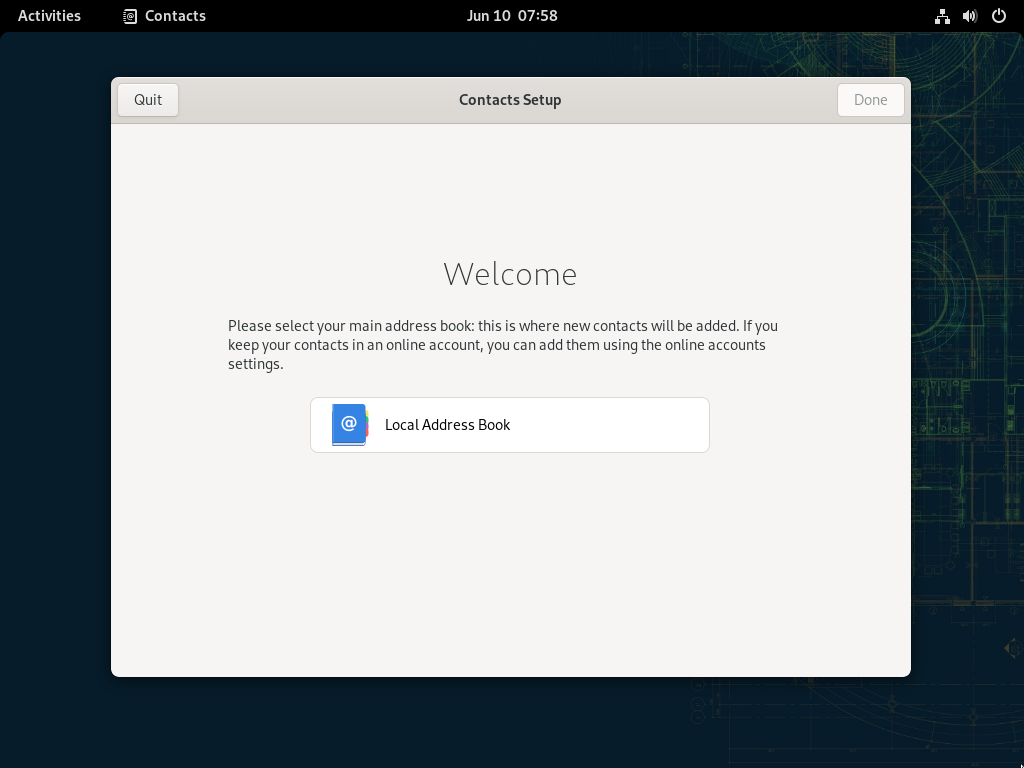 Activities Contacts Jun 10 07:58
Quit Contacts Setup Done
Welcome
Please select your main address book: this is where new contacts will be added. If you
keep your contacts in an online account, you can add them using the online accounts
settings.
@ Local Address Book